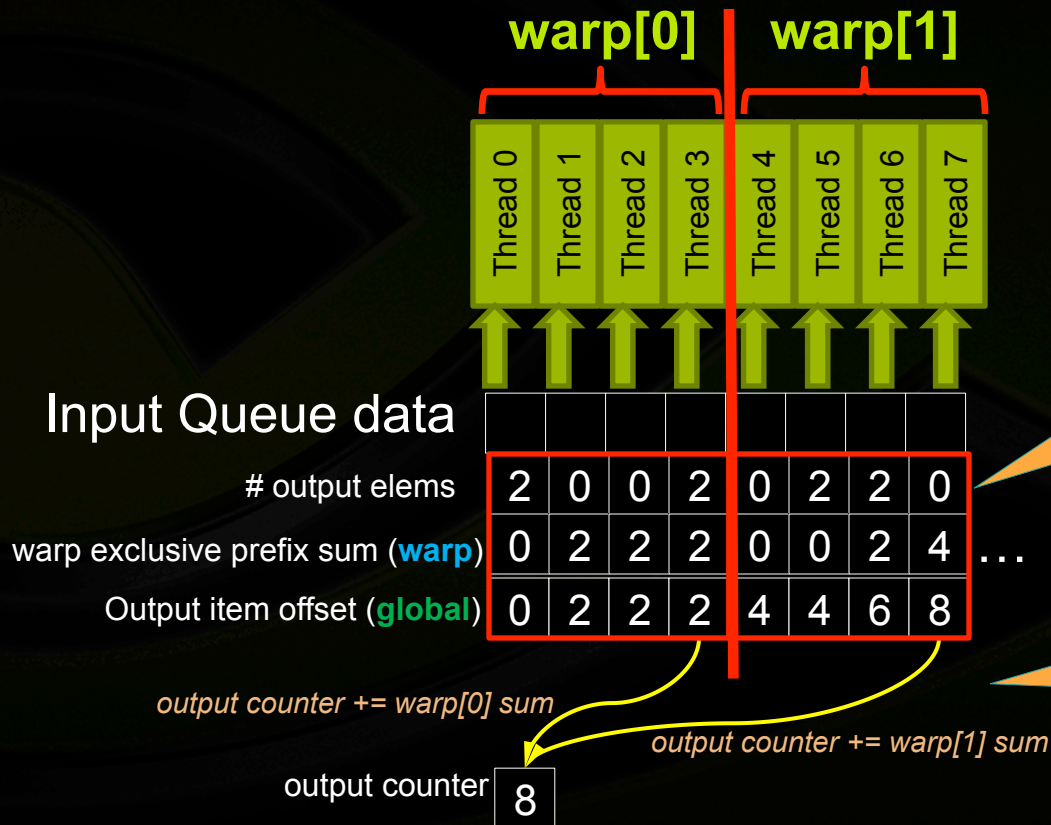 warp[0] warp[1]
Thread 0 Thread 1 Thread 2 Thread 3 Thread 4 Thread 5 Thread 6 Thread 7
Input Queue data
# output elems 2 0 0 2 0 2 2 0
warp exclusive prefix sum (warp) 0 2 2 2 0 0 2 4 ...
Output item offset (global) 0 2 2 2 4 4 6 8
output counter += warp[0] sum
output counter += warp[1] sum
output counter 8